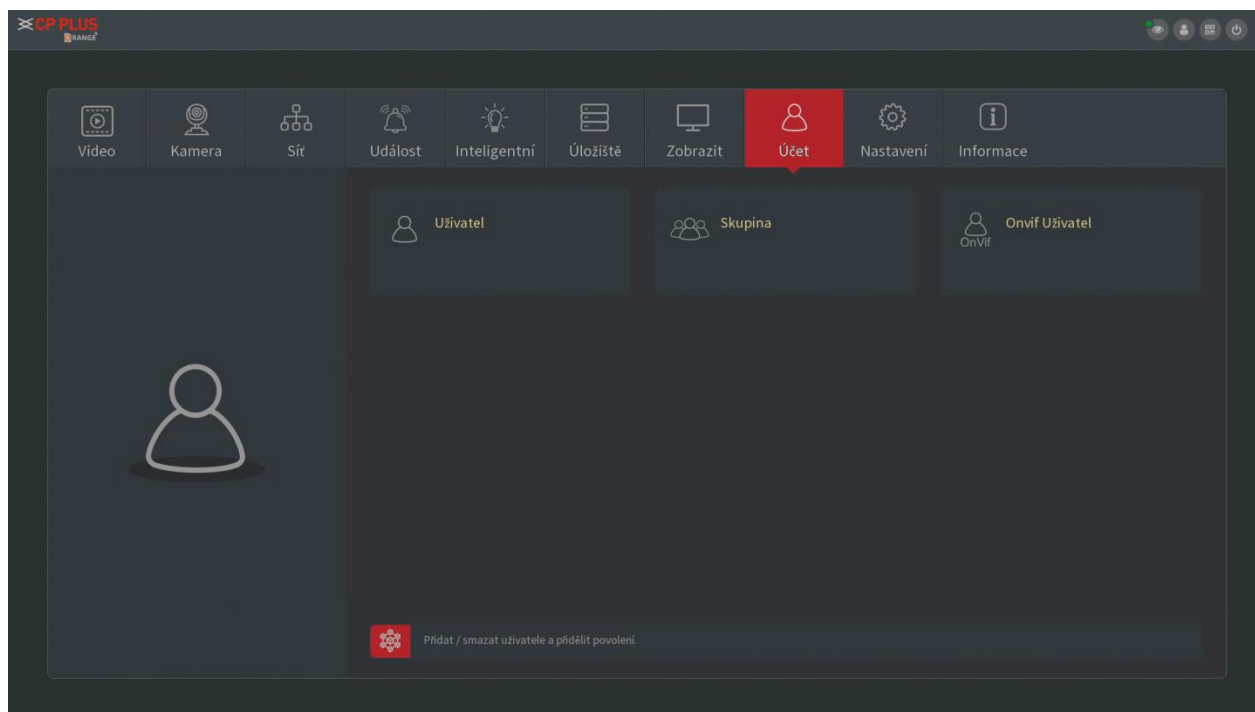 CP PLUS
ORANGE
Video Kamera Síť Událost Inteligentní Úložiště Zobrazit Účet Nastavení Informace
Uživatel Skupina Onvif Uživatel
OnVif
Přidat / smazat uživatele a přidělit povolení.